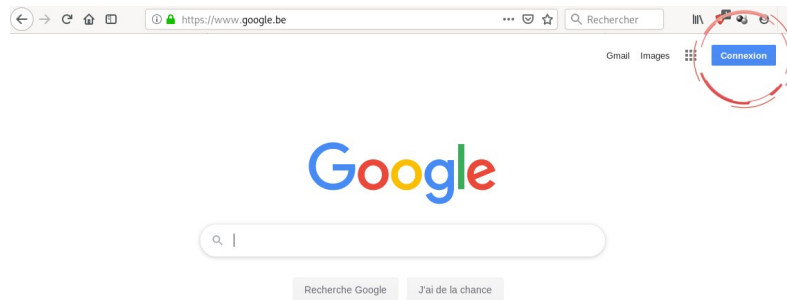 https://www.google.be
Rechercher
Gmail Images Connexion
Google
Recherche Google J'ai de la chance